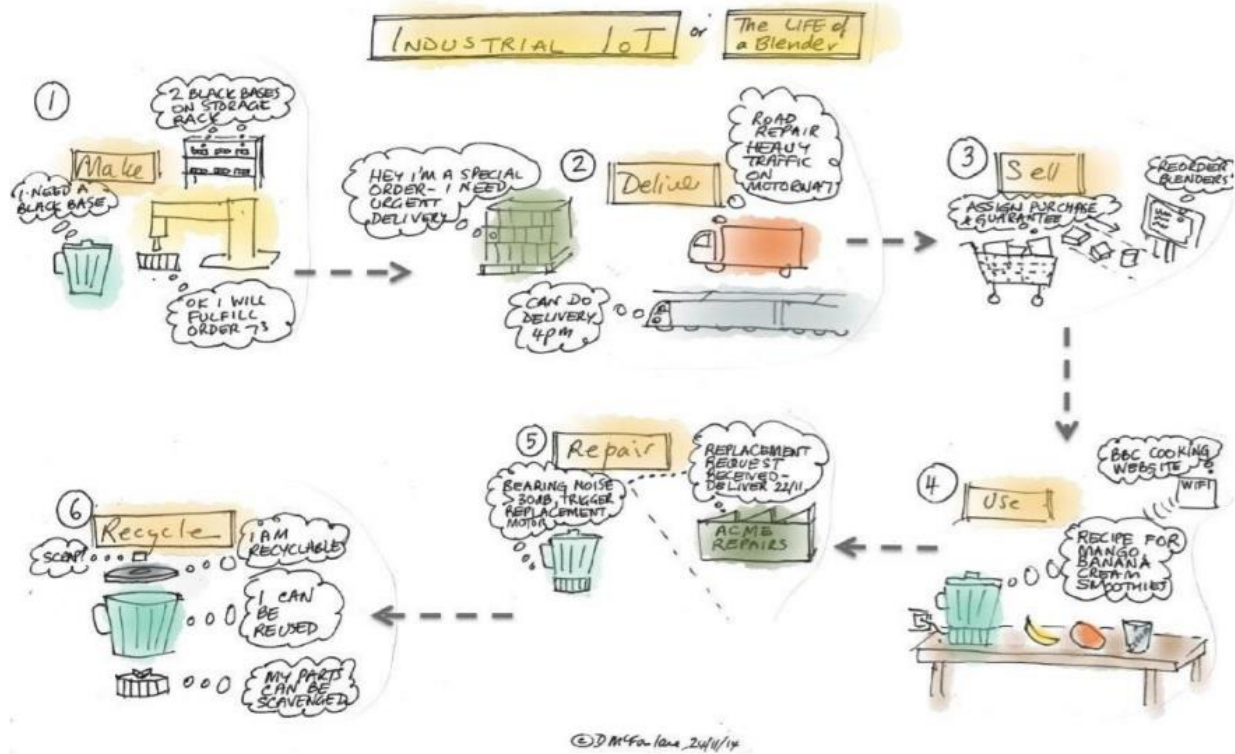 INDUSTRIAL IoT
or
The LIFE of
a Blender
1
Make
2 BLACK BASES
ON STORAGE
RACK
I NEED A
BLACK BASE
OK I WILL
FULFILL
ORDER 73
2
Deliver
HEY I'M A SPECIAL
ORDER - I NEED
URGENT
DELIVERY
ROAD
REPAIR
HEAVY
TRAFFIC
ON
MOTORWAY
CAN DO
DELIVERY
4PM
3
Sell
REORDER
BLENDERS
ASSIGN PURCHASE
& GUARANTEE
4
Use
BBC COOKING
WEBSITE
WIFI
RECIPE FOR
MANGO
BANANA
CREAM
SMOOTHIES
5
Repair
BEARING NOISE
> 30dB, TRIGGER
REPLACEMENT
MOTOR
REPLACEMENT
REQUEST
RECEIVED -
DELIVER 22/11
ACME
REPAIRS
6
Recycle
SCRAP?
I AM
RECYCLABLE
I CAN
BE
REUSED
MY PARTS
CAN BE
SCAVENGED
© D McFarlane 24/11/14